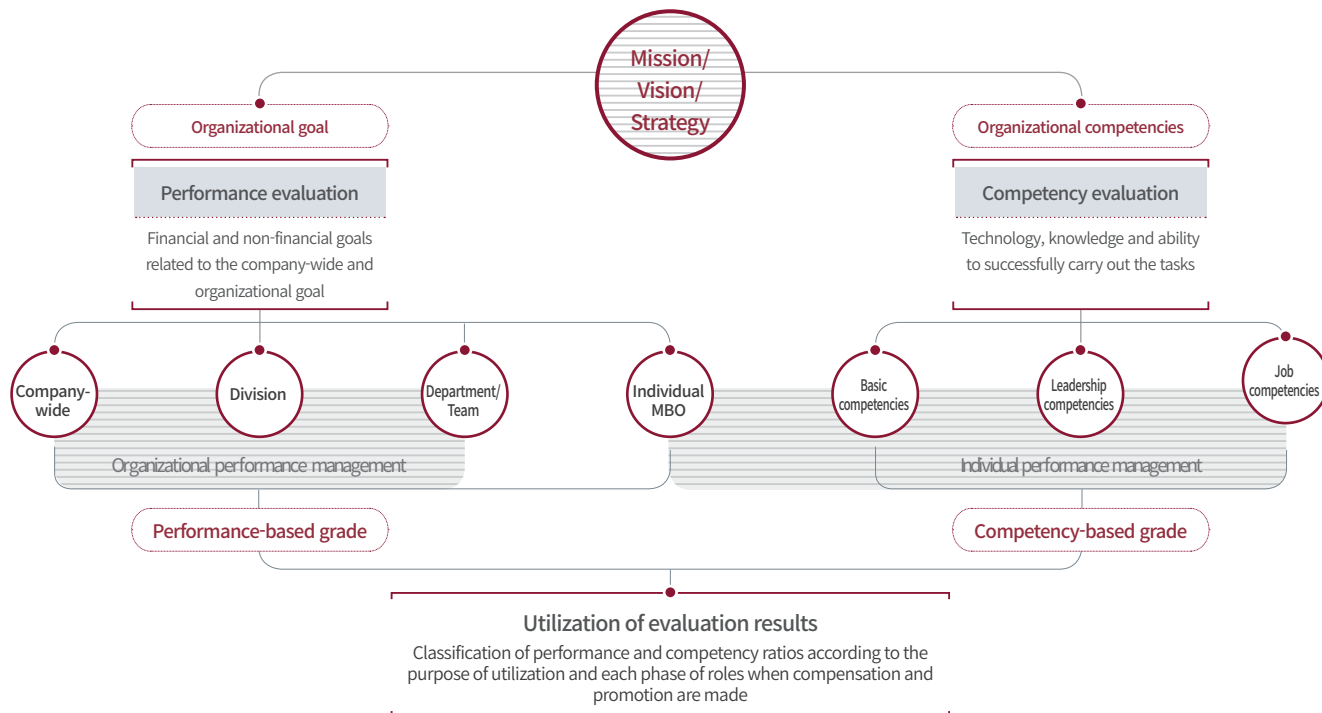 Mission/
Vision/
Strategy
Organizational goal
Organizational competencies
Performance evaluation
Financial and non-financial goals
related to the company-wide and
organizational goal
Competency evaluation
Technology, knowledge and ability
to successfully carry out the tasks
Company-
wide
Division
Department/
Team
Individual
MBO
Basic
competencies
Leadership
competencies
Job
competencies
Organizational performance management
Individual performance management
Performance-based grade
Competency-based grade
Utilization of evaluation results
Classification of performance and competency ratios according to the
purpose of utilization and each phase of roles when compensation and
promotion are made